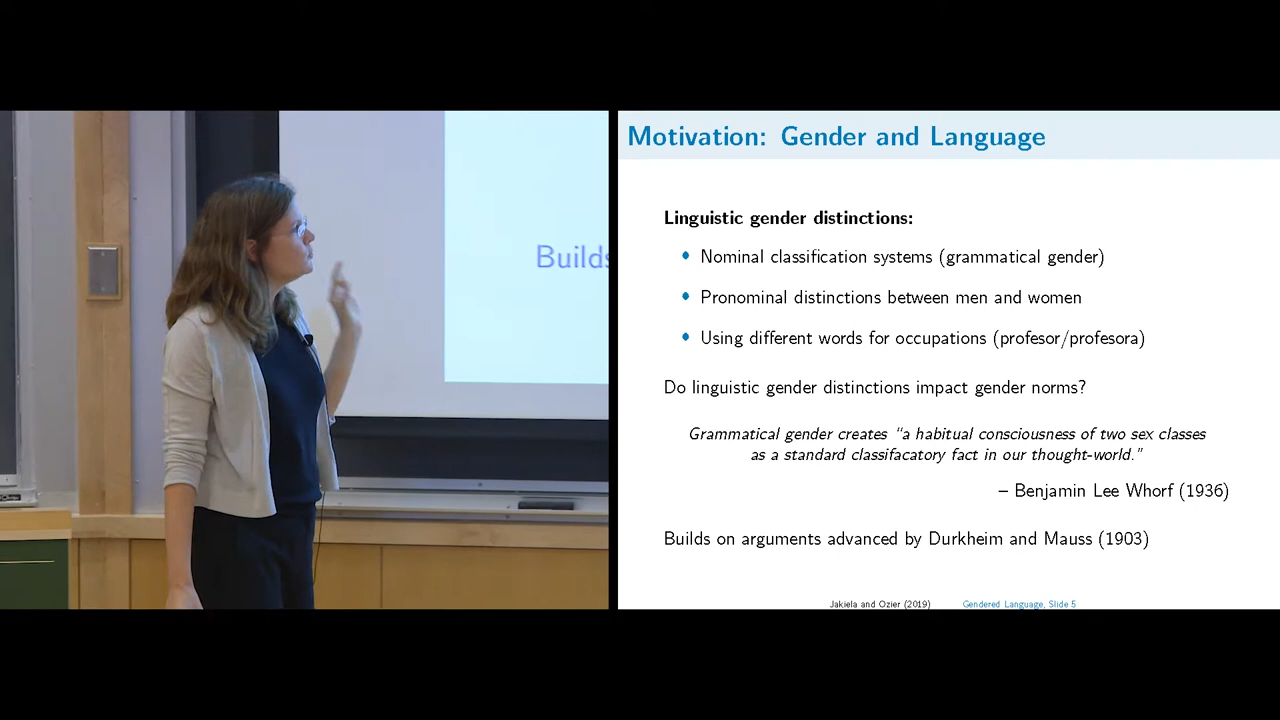 Builds
Motivation: Gender and Language
Linguistic gender distinctions:
• Nominal classification systems (grammatical gender)
• Pronominal distinctions between men and women
• Using different words for occupations (profesor/profesora)
Do linguistic gender distinctions impact gender norms?
Grammatical gender creates “a habitual consciousness of two sex classes
as a standard classifacatory fact in our thought-world.”
– Benjamin Lee Whorf (1936)
Builds on arguments advanced by Durkheim and Mauss (1903)
Jakiela and Ozier (2019) Gendered Language, Slide 5